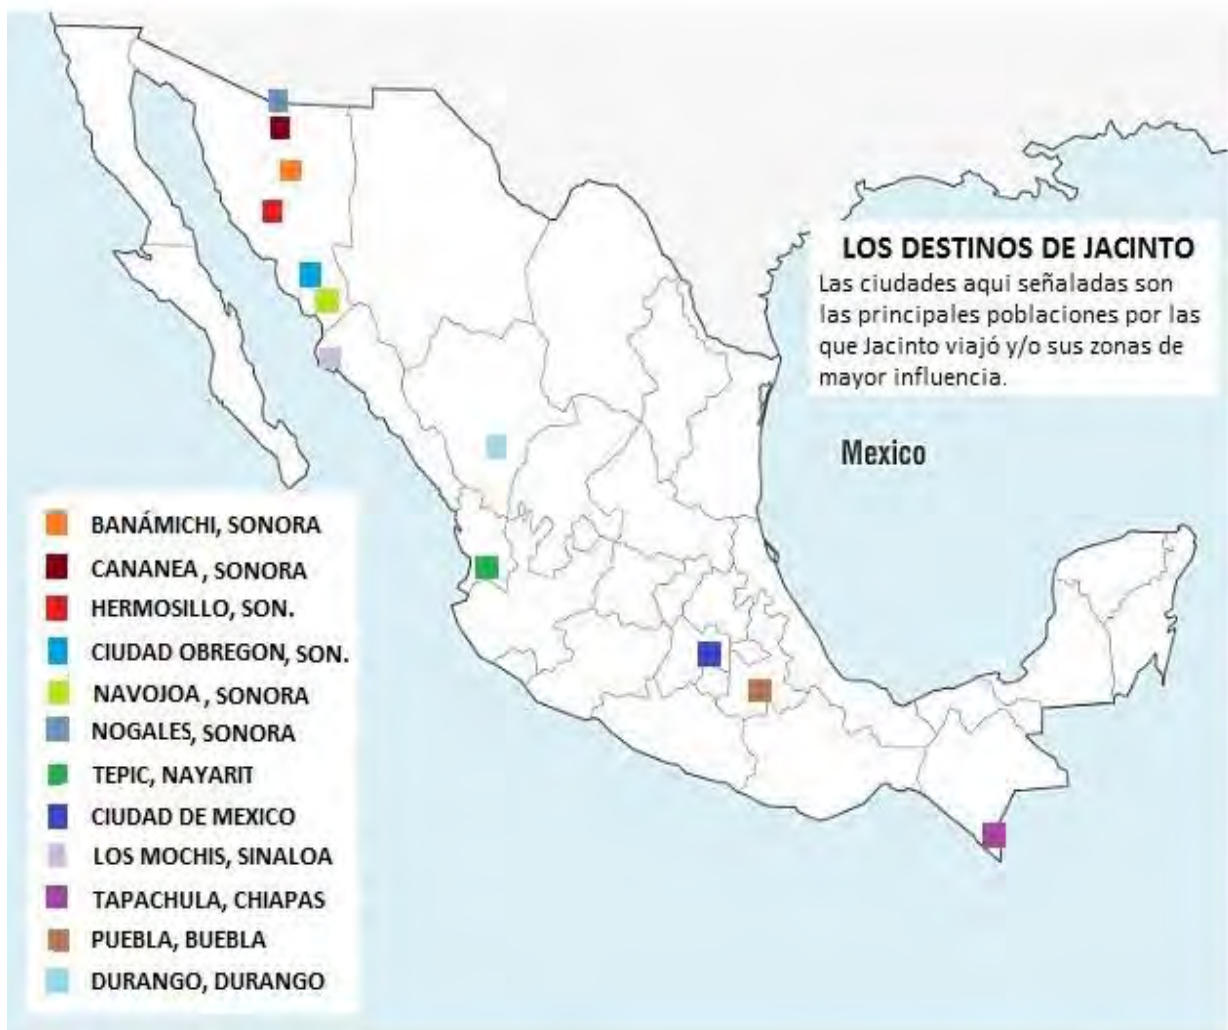 LOS DESTINOS DE JACINTO
Las ciudades aqui señaladas son
las principales poblaciones por las
que Jacinto viajó y/o sus zonas de
mayor influencia.
Mexico
BANÁMICHI, SONORA
CANANEA, SONORA
HERMOSILLO, SON.
CIUDAD OBREGON, SON.
NAVOJOA, SONORA
NOGALES, SONORA
TEPIC, NAYARIT
CIUDAD DE MEXICO
LOS MOCHIS, SINALOA
TAPACHULA, CHIAPAS
PUEBLA, BUEBLA
DURANGO, DURANGO